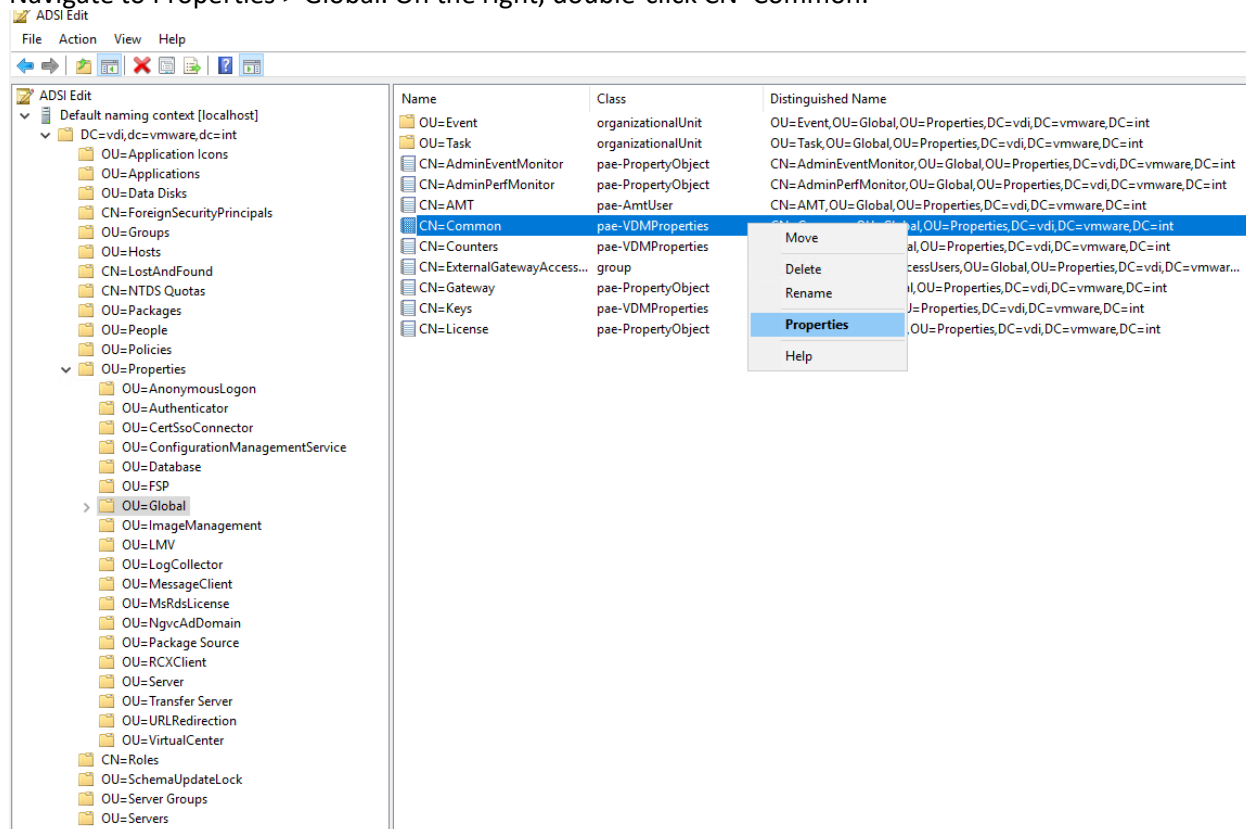 Navigate to Properties > Global. On the right, double-click CN=Common.
ADSI Edit
File Action View Help
ADSI Edit
Default naming context [localhost]
DC=vdi,dc=vmware,dc=int
OU=Application Icons
OU=Applications
OU=Data Disks
CN=ForeignSecurityPrincipals
OU=Groups
OU=Hosts
CN=LostAndFound
CN=NTDS Quotas
OU=Packages
OU=People
OU=Policies
OU=Properties
OU=AnonymousLogon
OU=Authenticator
OU=CertSsoConnector
OU=ConfigurationManagementService
OU=Database
OU=FSP
OU=Global
OU=ImageManagement
OU=LMV
OU=LogCollector
OU=MessageClient
OU=MsRdsLicense
OU=NgvcAdDomain
OU=Package Source
OU=RCXClient
OU=Server
OU=Transfer Server
OU=URLRedirection
OU=VirtualCenter
CN=Roles
OU=SchemaUpdateLock
OU=Server Groups
OU=Servers
Name Class Distinguished Name
OU=Event organizationalUnit OU=Event,OU=Global,OU=Properties,DC=vdi,DC=vmware,DC=int
OU=Task organizationalUnit OU=Task,OU=Global,OU=Properties,DC=vdi,DC=vmware,DC=int
CN=AdminEventMonitor pae-PropertyObject CN=AdminEventMonitor,OU=Global,OU=Properties,DC=vdi,DC=vmware,DC=int
CN=AdminPerfMonitor pae-PropertyObject CN=AdminPerfMonitor,OU=Global,OU=Properties,DC=vdi,DC=vmware,DC=int
CN=AMT pae-AmtUser CN=AMT,OU=Global,OU=Properties,DC=vdi,DC=vmware,DC=int
CN=Common pae-VDMProperties bal,OU=Properties,DC=vdi,DC=vmware,DC=int
CN=Counters pae-VDMProperties al,OU=Properties,DC=vdi,DC=vmware,DC=int
CN=ExternalGatewayAccess... group cessUsers,OU=Global,OU=Properties,DC=vdi,DC=vmwar...
CN=Gateway pae-PropertyObject l,OU=Properties,DC=vdi,DC=vmware,DC=int
CN=Keys pae-VDMProperties U=Properties,DC=vdi,DC=vmware,DC=int
CN=License pae-PropertyObject ,OU=Properties,DC=vdi,DC=vmware,DC=int
Move
Delete
Rename
Properties
Help